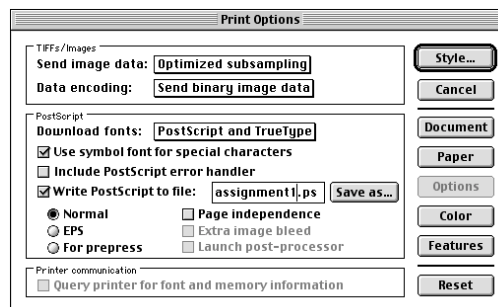 Print Options
TIFFs/Images
Send image data: Optimized subsampling
Data encoding: Send binary image data
PostScript
Download fonts: PostScript and TrueType
Use symbol font for special characters
Include PostScript error handler
Write PostScript to file: assignment1.ps Save as...
Normal Page independence
EPS Extra image bleed
For prepress Launch post-processor
Printer communication
Query printer for font and memory information
Style...
Cancel
Document
Paper
Options
Color
Features
Reset